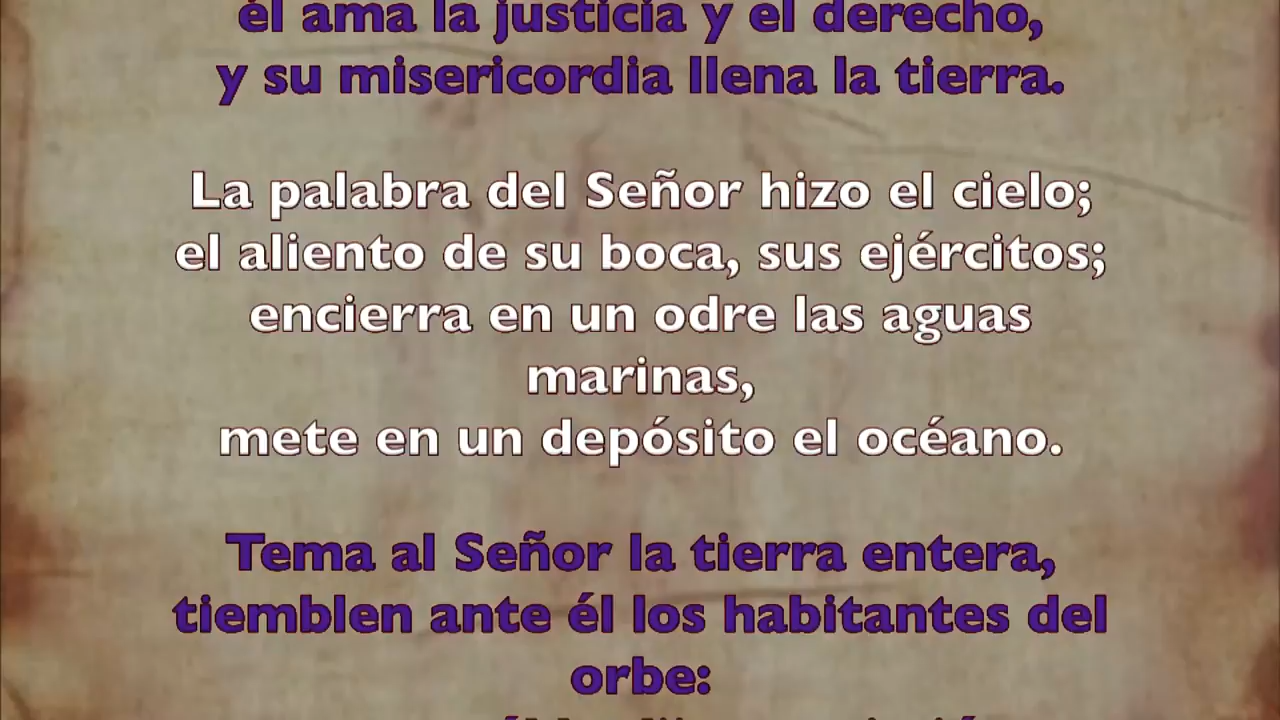 él ama la justicia y el derecho,
y su misericordia llena la tierra.
La palabra del Señor hizo el cielo;
el aliento de su boca, sus ejércitos;
encierra en un odre las aguas
marinas,
mete en un depósito el océano.
Tema al Señor la tierra entera,
tiemblen ante él los habitantes del
orbe: